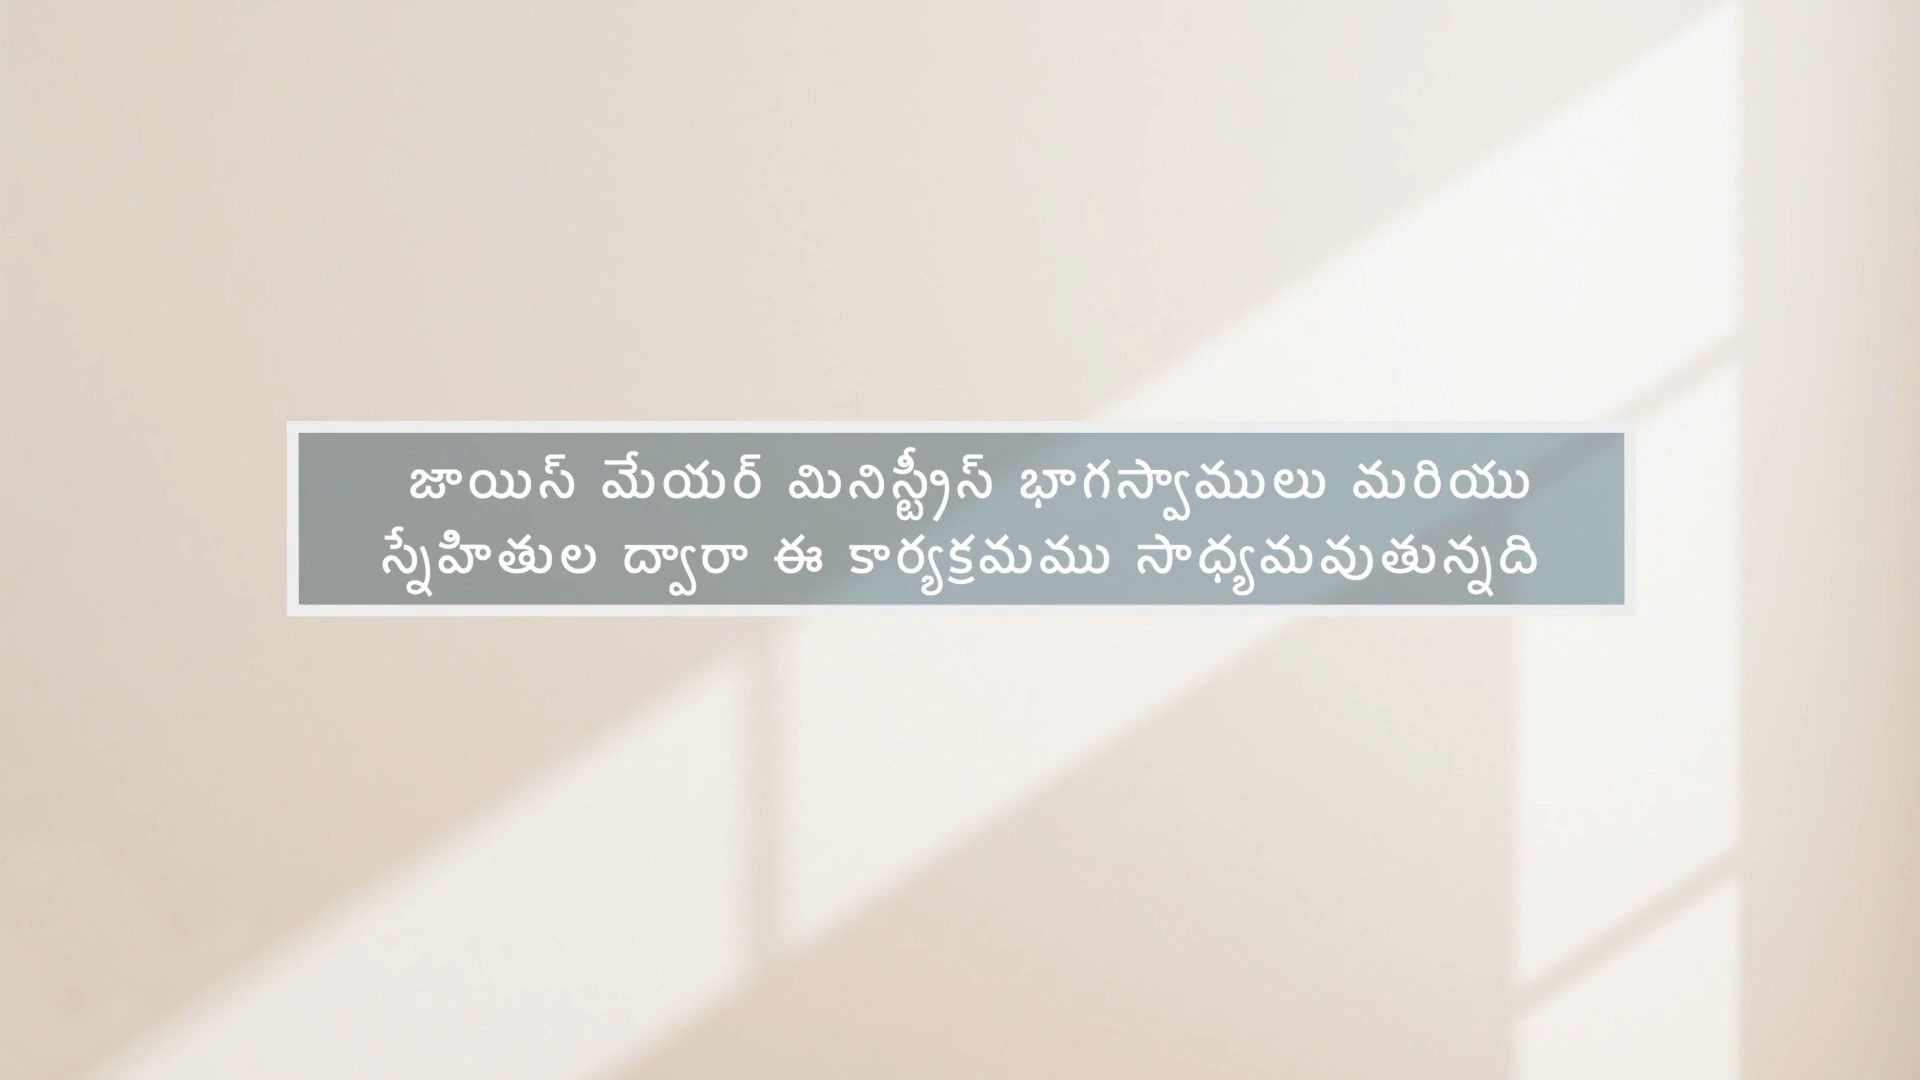 జాయిస్ మేయర్ మినిస్ట్రీస్ భాగస్వాములు మరియు
స్నేహితుల ద్వారా ఈ కార్యక్రమము సాధ్యమవుతున్నది